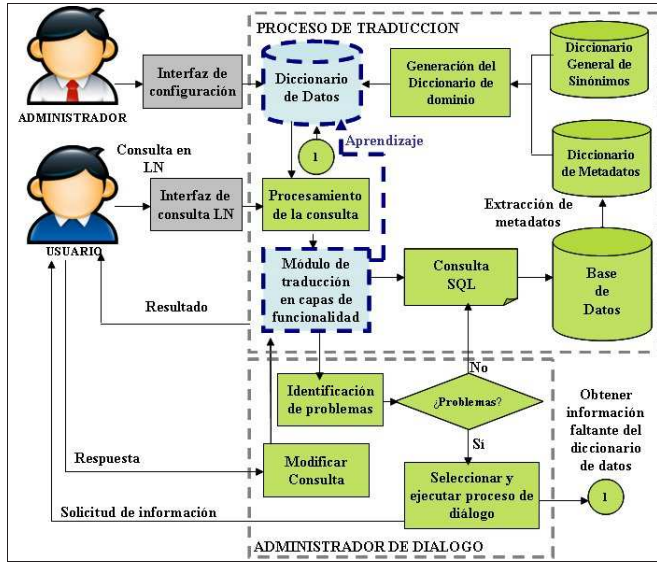 PROCESO DE TRADUCCION
ADMINISTRADOR
Interfaz de
configuración
Diccionario
de Datos
Generación del
Diccionario de
dominio
Diccionario
General de
Sinónimos
Aprendizaje
1
Diccionario
de Metadatos
Consulta en
LN
USUARIO
Interfaz de
consulta LN
Procesamiento
de la consulta
Extracción de
metadatos
Módulo de
traducción
en capas de
funcionalidad
Consulta
SQL
Base
de
Datos
Resultado
No
Identificación
de problemas
¿Problemas?
Sí
Obtener
información
faltante del
diccionario
de datos
Respuesta
Modificar
Consulta
Seleccionar y
ejecutar proceso de
diálogo
1
Solicitud de información
ADMINISTRADOR DE DIALOGO